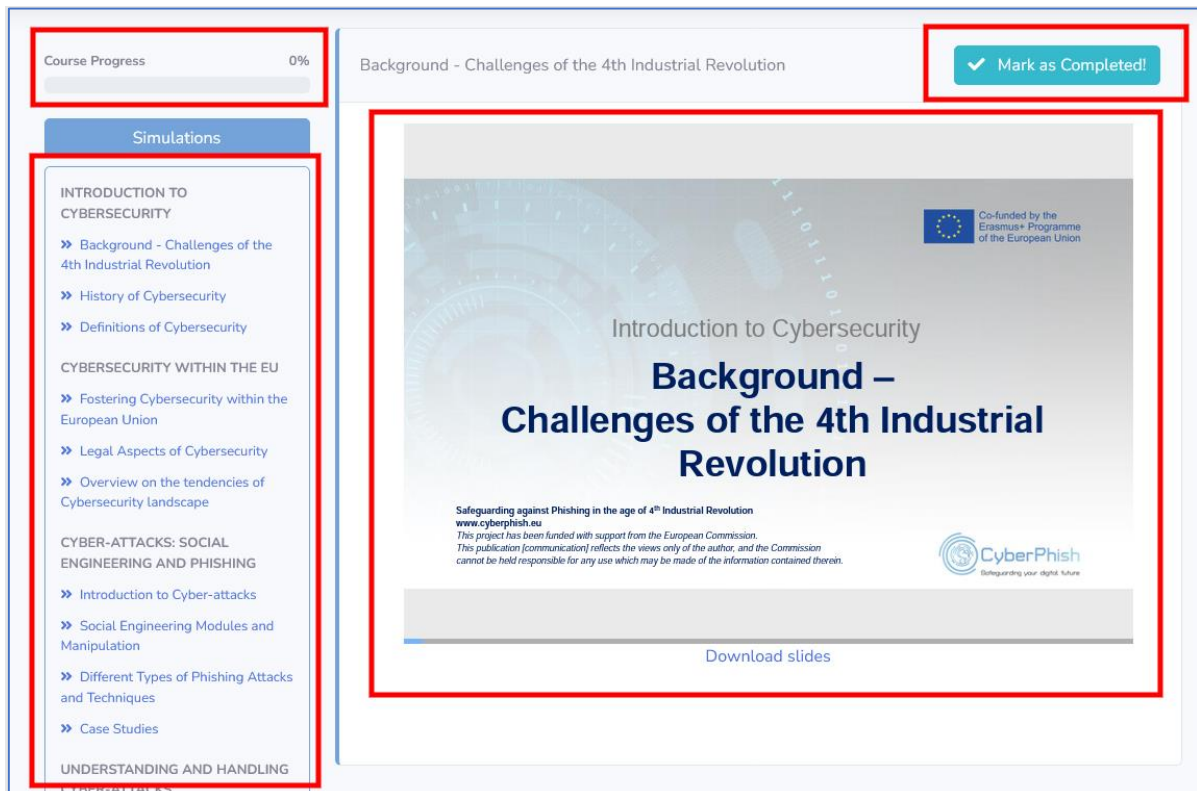 Course Progress 0%
Simulations
INTRODUCTION TO
CYBERSECURITY
» Background - Challenges of the
4th Industrial Revolution
» History of Cybersecurity
» Definitions of Cybersecurity
CYBERSECURITY WITHIN THE EU
» Fostering Cybersecurity within the
European Union
» Legal Aspects of Cybersecurity
» Overview on the tendencies of
Cybersecurity landscape
CYBER-ATTACKS: SOCIAL
ENGINEERING AND PHISHING
» Introduction to Cyber-attacks
» Social Engineering Modules and
Manipulation
» Different Types of Phishing Attacks
and Techniques
» Case Studies
UNDERSTANDING AND HANDLING
CYBER-ATTACKS
Background - Challenges of the 4th Industrial Revolution
✓ Mark as Completed!
Co-funded by the
Erasmus+ Programme
of the European Union
Introduction to Cybersecurity
Background –
Challenges of the 4th Industrial
Revolution
Safeguarding against Phishing in the age of 4th Industrial Revolution
www.cyberphish.eu
This project has been funded with support from the European Commission.
This publication [communication] reflects the views only of the author, and the Commission
cannot be held responsible for any use which may be made of the information contained therein.
CyberPhish
Safeguarding your digital future
Download slides